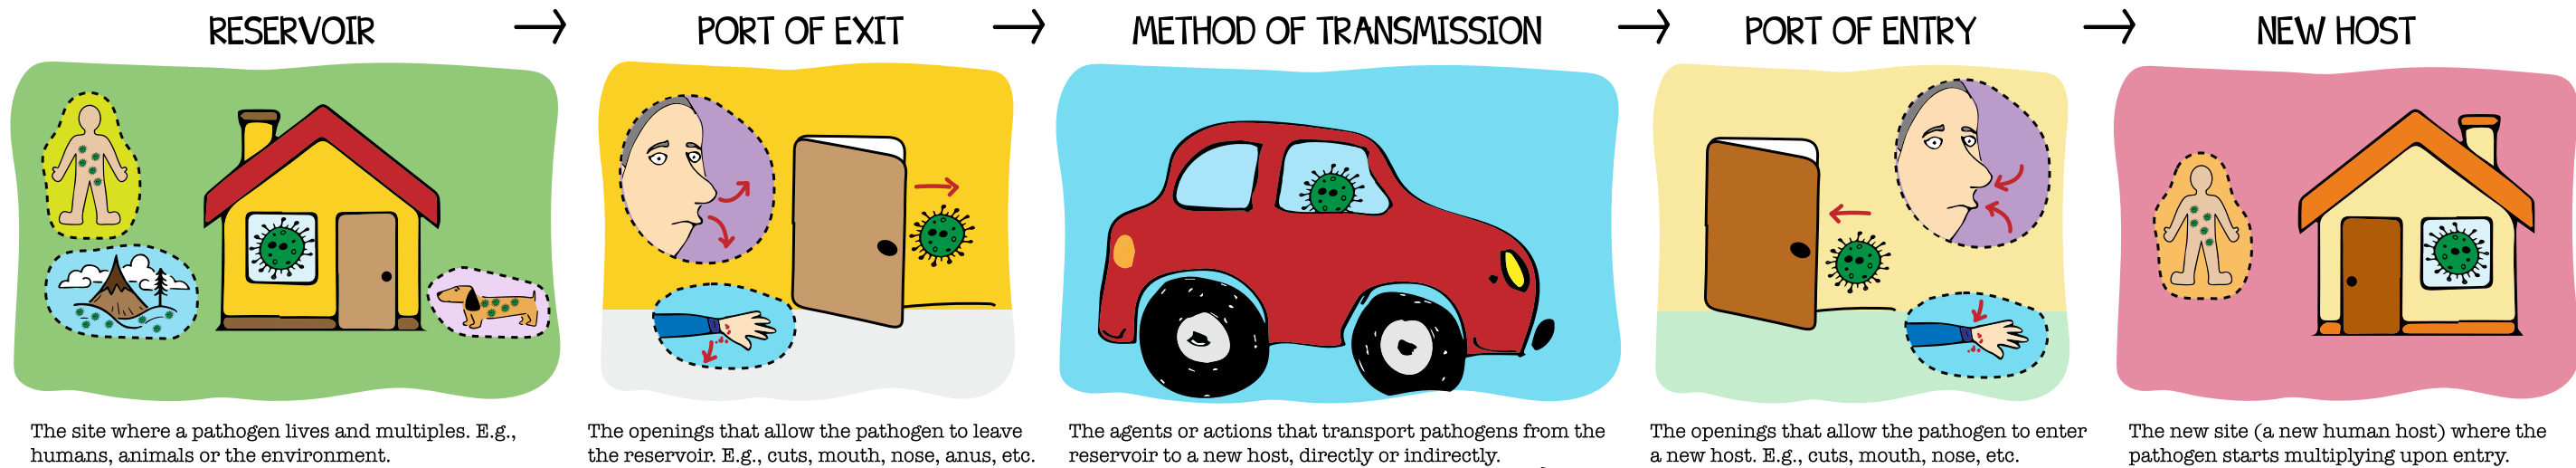 RESERVOIR → PORT OF EXIT → METHOD OF TRANSMISSION → PORT OF ENTRY → NEW HOST
The site where a pathogen lives and multiples. E.g.,
humans, animals or the environment.
The openings that allow the pathogen to leave
the reservoir. E.g., cuts, mouth, nose, anus, etc.
The agents or actions that transport pathogens from the
reservoir to a new host, directly or indirectly.
The openings that allow the pathogen to enter
a new host. E.g., cuts, mouth, nose, etc.
The new site (a new human host) where the
pathogen starts multiplying upon entry.